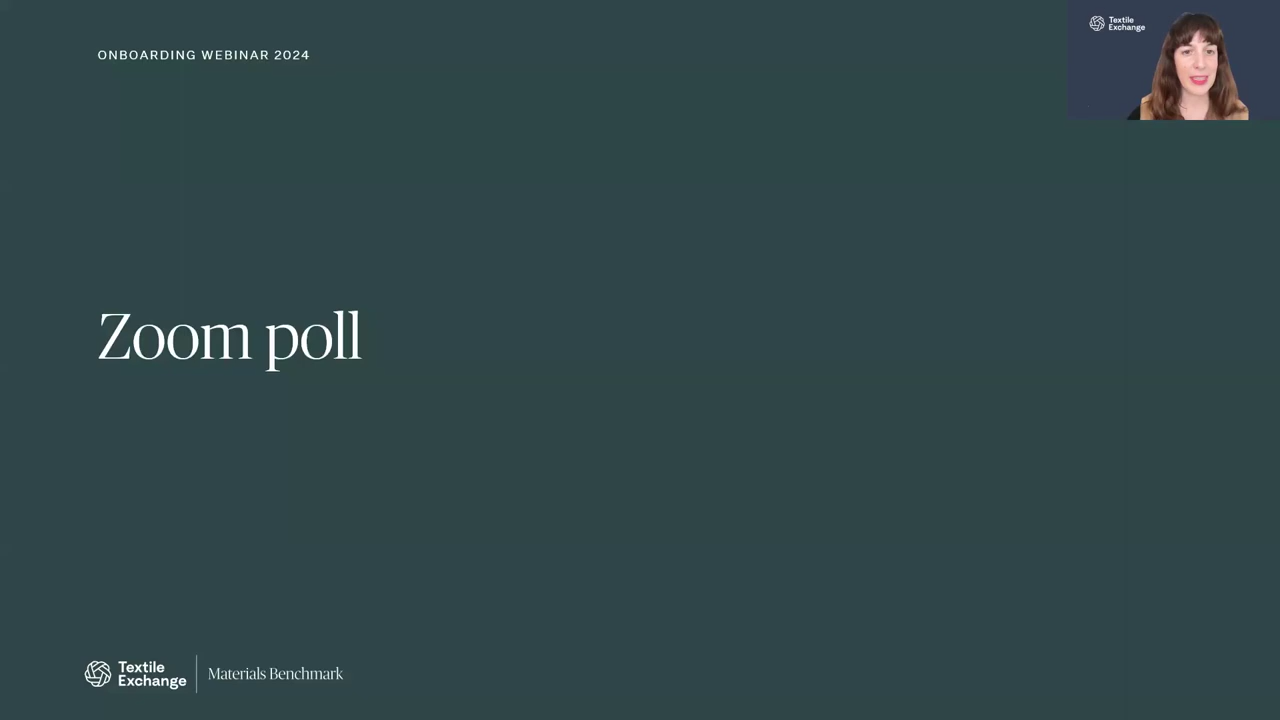 ONBOARDING WEBINAR 2024
Textile
Exchange
Zoom poll
Textile
Exchange
Materials Benchmark